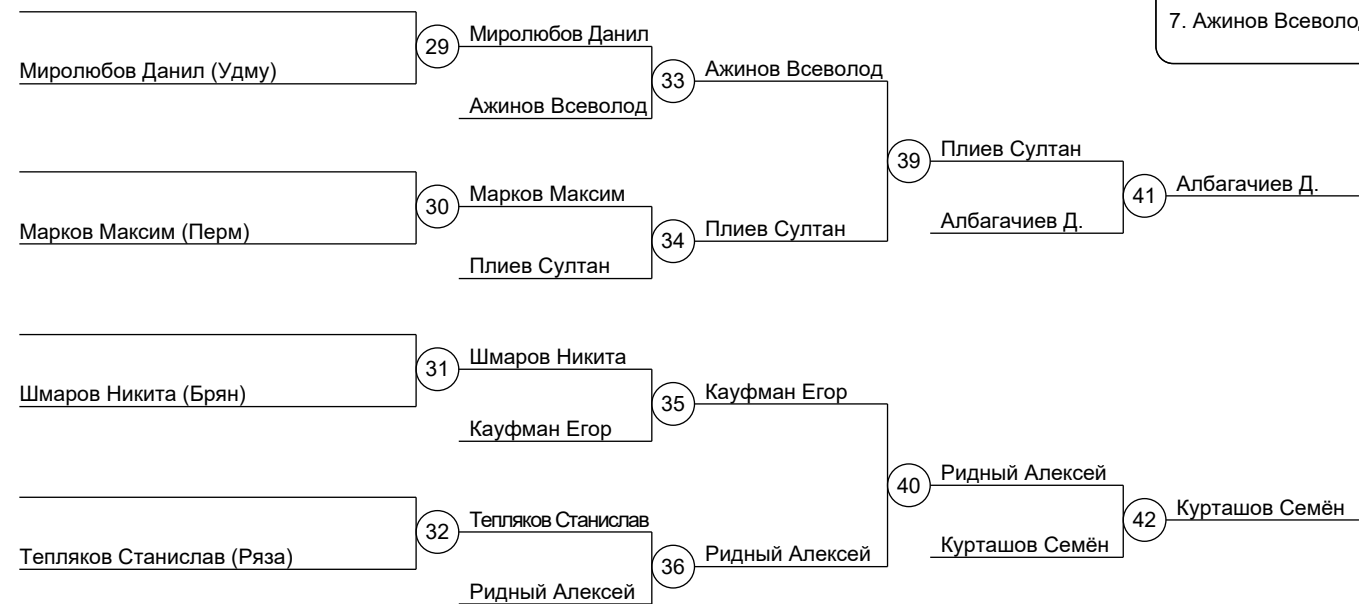 7. Ажинов Всеволод
29
Миролюбов Данил
Миролюбов Данил (Удму)
33
Ажинов Всеволод
Ажинов Всеволод
39
Плиев Султан
30
Марков Максим
41
Албагачиев Д.
Марков Максим (Перм)
34
Плиев Султан
Албагачиев Д.
Плиев Султан
31
Шмаров Никита
Шмаров Никита (Брян)
35
Кауфман Егор
Кауфман Егор
40
Ридный Алексей
32
Тепляков Станислав
42
Курташов Семён
Тепляков Станислав (Ряза)
36
Ридный Алексей
Курташов Семён
Ридный Алексей